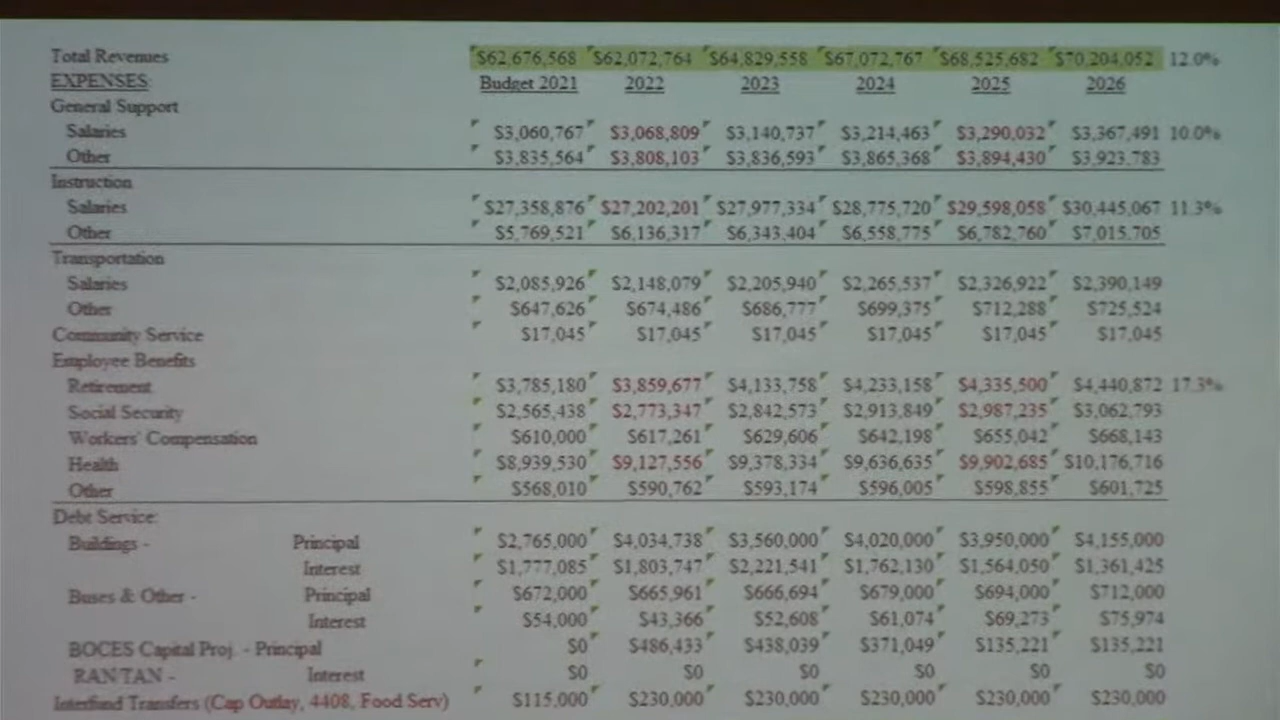 Total Revenues $62,676,568 $62,072,764 $64,829,558 $67,072,767 $68,525,682 $70,204,052 12.0%
EXPENSES: Budget 2021 2022 2023 2024 2025 2026
General Support
Salaries $3,060,767 $3,068,809 $3,140,737 $3,214,463 $3,290,032 $3,367,491 10.0%
Other $3,835,564 $3,808,103 $3,836,593 $3,865,368 $3,894,430 $3,923,783
Instruction
Salaries $27,358,876 $27,202,201 $27,977,334 $28,775,720 $29,598,058 $30,445,067 11.3%
Other $5,769,521 $6,136,317 $6,343,404 $6,558,775 $6,782,760 $7,015,705
Transportation
Salaries $2,085,926 $2,148,079 $2,205,940 $2,265,537 $2,326,922 $2,390,149
Other $647,626 $674,486 $686,777 $699,375 $712,288 $725,524
Community Service $17,045 $17,045 $17,045 $17,045 $17,045 $17,045
Employee Benefits
Retirement $3,785,180 $3,859,677 $4,133,758 $4,233,158 $4,335,500 $4,440,872 17.3%
Social Security $2,565,438 $2,773,347 $2,842,573 $2,913,849 $2,987,235 $3,062,793
Workers' Compensation $610,000 $617,261 $629,606 $642,198 $655,042 $668,143
Health $8,939,530 $9,127,556 $9,378,334 $9,636,635 $9,902,685 $10,176,716
Other $568,010 $590,762 $593,174 $596,005 $598,855 $601,725
Debt Service:
Buildings - Principal $2,765,000 $4,034,738 $3,560,000 $4,020,000 $3,950,000 $4,155,000
Interest $1,777,085 $1,803,747 $2,221,541 $1,762,130 $1,564,050 $1,361,425
Buses & Other - Principal $672,000 $665,961 $666,694 $679,000 $694,000 $712,000
Interest $54,000 $43,366 $52,608 $61,074 $69,273 $75,974
BOCES Capital Proj. - Principal $0 $486,433 $438,039 $371,049 $135,221 $135,221
RAN TAN - Interest $0 $0 $0 $0 $0 $0
Interfund Transfers (Cap Outlay, 4408, Food Serv) $115,000 $230,000 $230,000 $230,000 $230,000 $230,000